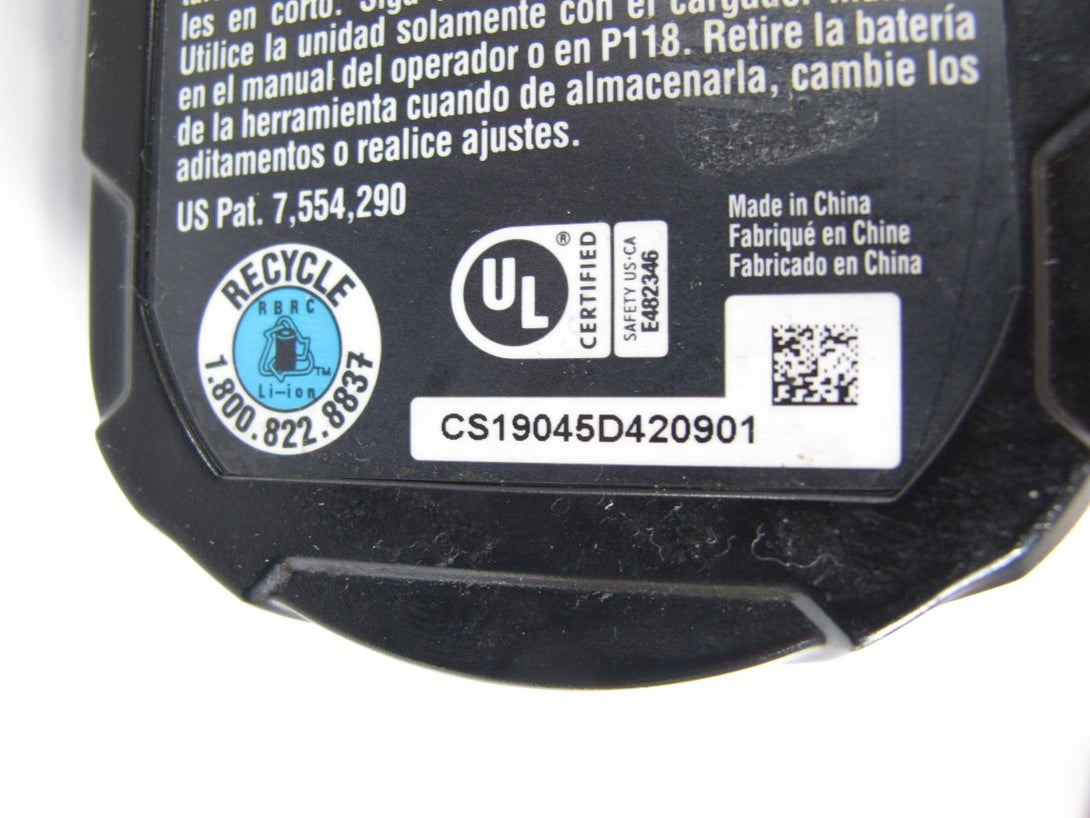 les en corto. Siga
Utilice la unidad solamente con el cargador
en el manual del operador o en P118. Retire la batería
de la herramienta cuando de almacenarla, cambie los
aditamentos o realice ajustes.
US Pat. 7,554,290
Made in China
Fabriqué en Chine
Fabricado en China
RECYCLE
RBRC
Li-ion
TM
1.800.822.8837
UL
®
CERTIFIED
SAFETY US-CA
E482346
CS19045D420901